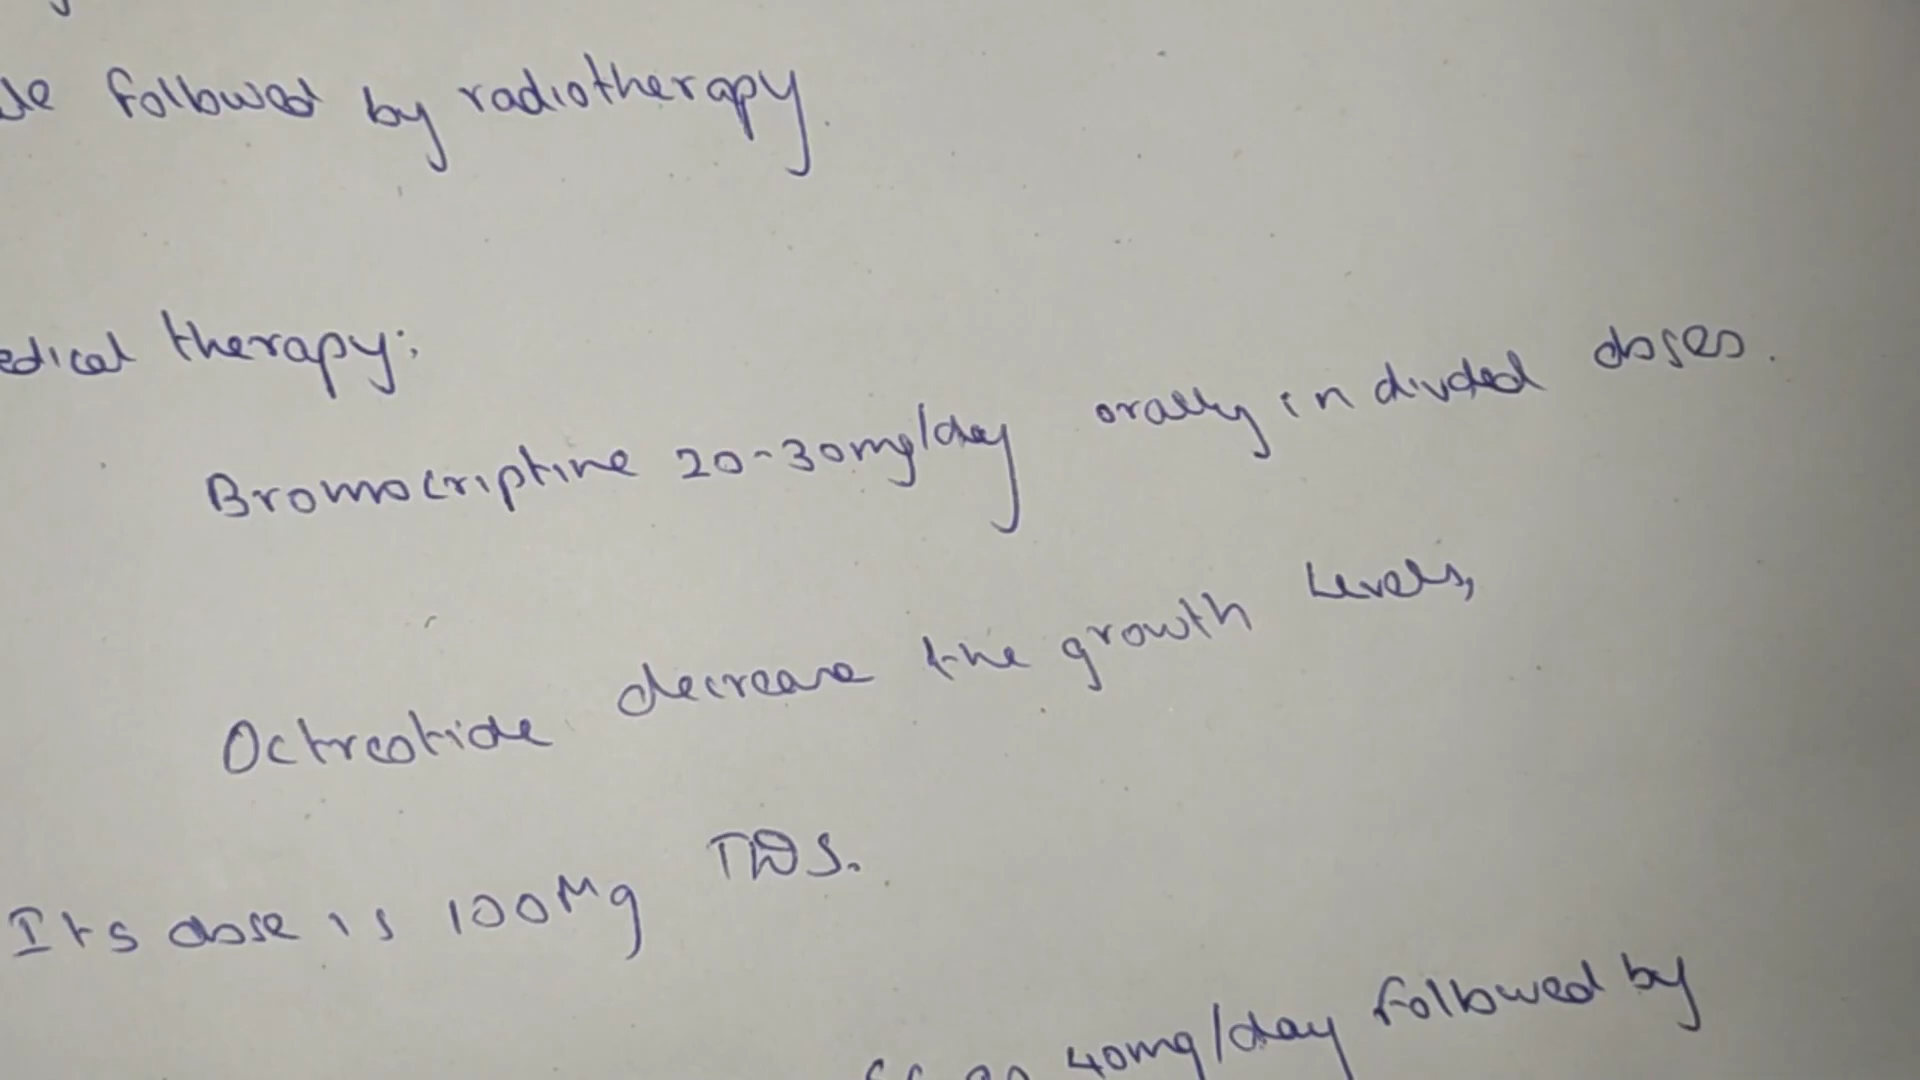 followed by radiotherapy.
therapy:
Bromocriptine 20-30mg/day orally in divided doses.
Octreotide decrease the growth Levels,
Its dose is 100Mg TDS.
40mg/day followed by